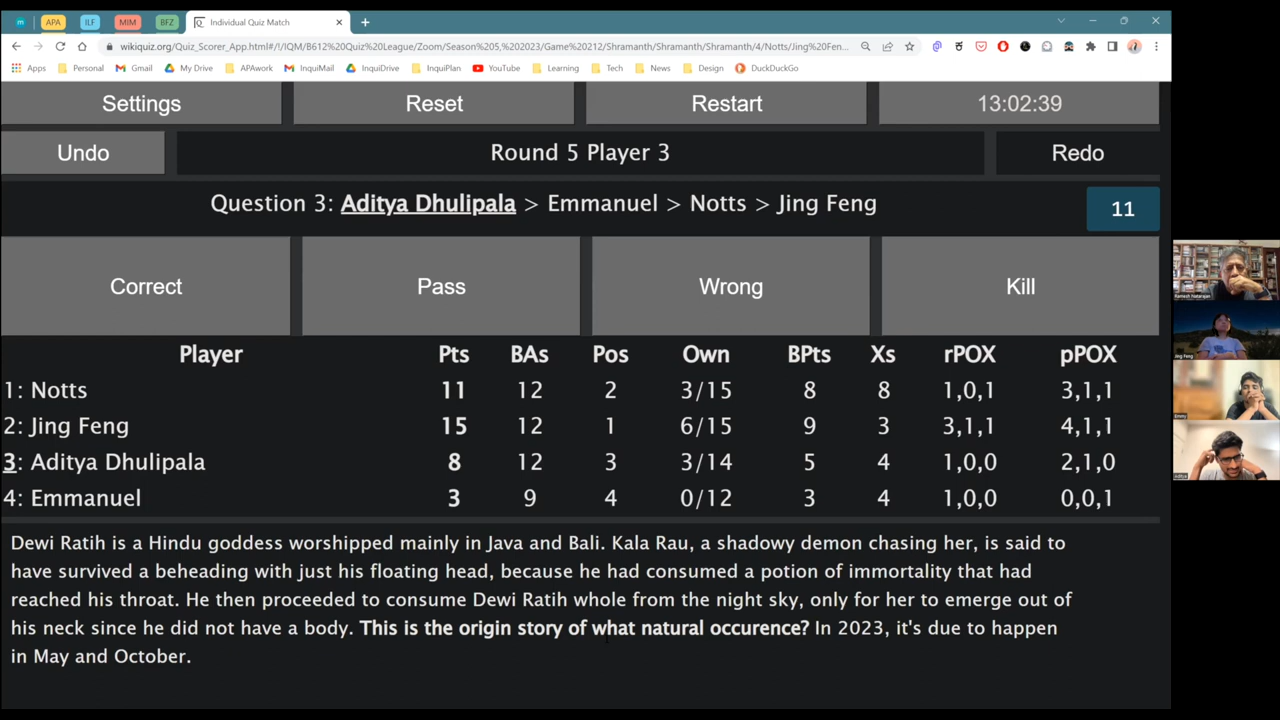 APA ILF MIM BFZ Individual Quiz Match
wikiquiz.org/Quiz_Scorer_App.html#/!/IQM/B612%20Quiz%20League/Zoom/Season%205,%202023/Game%20212/Shramanth/Shramanth/Shramanth/4/Notts/Jing%20Fen...
Apps Personal Gmail My Drive APAwork InquiMail InquiDrive InquiPlan YouTube Learning Tech News Design DuckDuckGo
Settings Reset Restart 13:02:39
Undo Round 5 Player 3 Redo
Question 3: Aditya Dhulipala > Emmanuel > Notts > Jing Feng 11
Correct Pass Wrong Kill
Player Pts BAs Pos Own BPts Xs rPOX pPOX
1: Notts 11 12 2 3/15 8 8 1,0,1 3,1,1
2: Jing Feng 15 12 1 6/15 9 3 3,1,1 4,1,1
3: Aditya Dhulipala 8 12 3 3/14 5 4 1,0,0 2,1,0
4: Emmanuel 3 9 4 0/12 3 4 1,0,0 0,0,1
Dewi Ratih is a Hindu goddess worshipped mainly in Java and Bali. Kala Rau, a shadowy demon chasing her, is said to
have survived a beheading with just his floating head, because he had consumed a potion of immortality that had
reached his throat. He then proceeded to consume Dewi Ratih whole from the night sky, only for her to emerge out of
his neck since he did not have a body. This is the origin story of what natural occurence? In 2023, it's due to happen
in May and October.
Ramesh Natarajan
Jing Feng
Emmy
Aditya